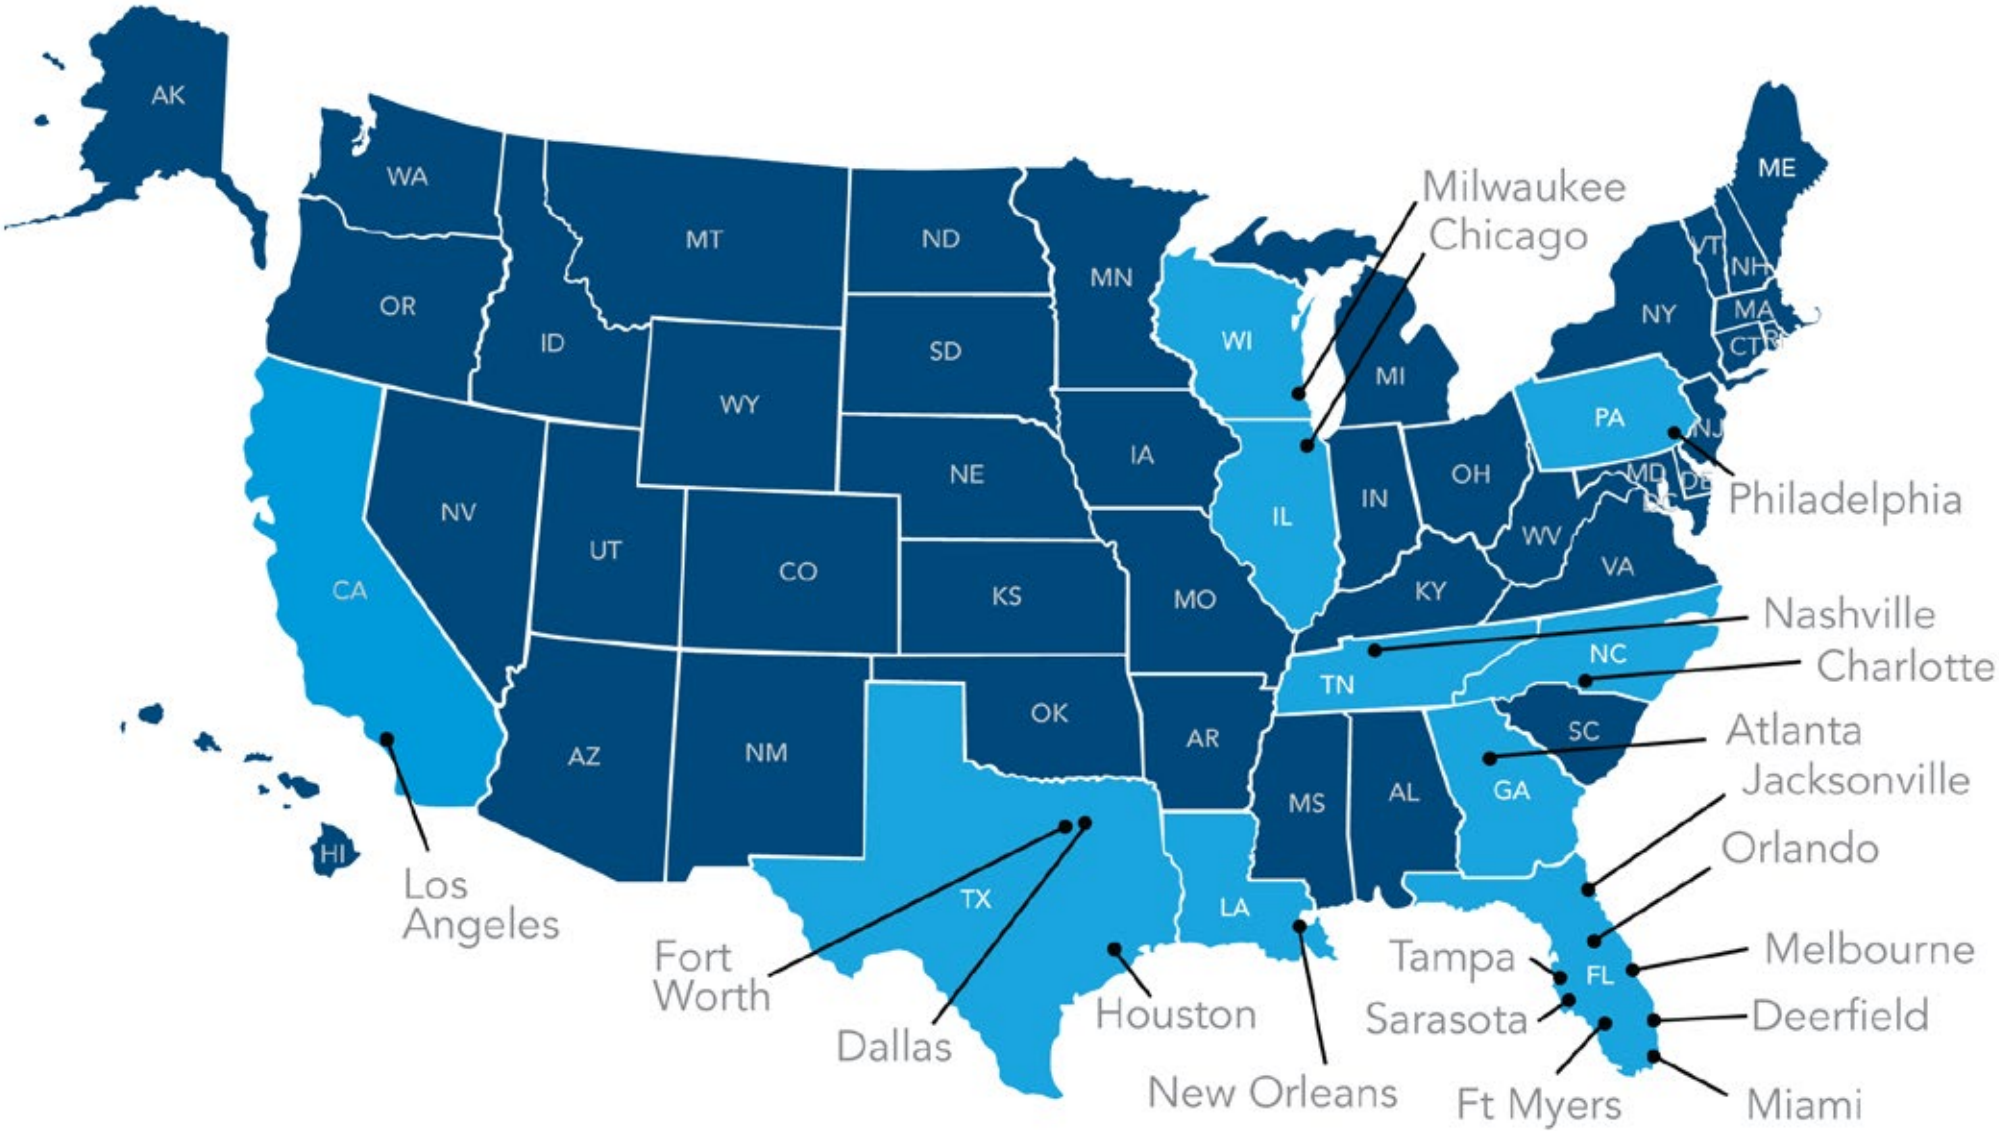 AK
WA
MT
ND
MN
Milwaukee
Chicago
ME
VT
NH
OR
ID
SD
WI
MI
NY
MA
CT
RI
WY
NE
IA
PA
NJ
NV
UT
CO
KS
MO
IL
IN
OH
WV
MD
DE
DC
Philadelphia
VA
KY
CA
AZ
NM
OK
AR
TN
NC
SC
Nashville
Charlotte
Atlanta
Jacksonville
MS
AL
GA
Orlando
HI
Los
Angeles
TX
LA
FL
Fort
Worth
Dallas
Houston
New Orleans
Tampa
Sarasota
Ft Myers
Melbourne
Deerfield
Miami